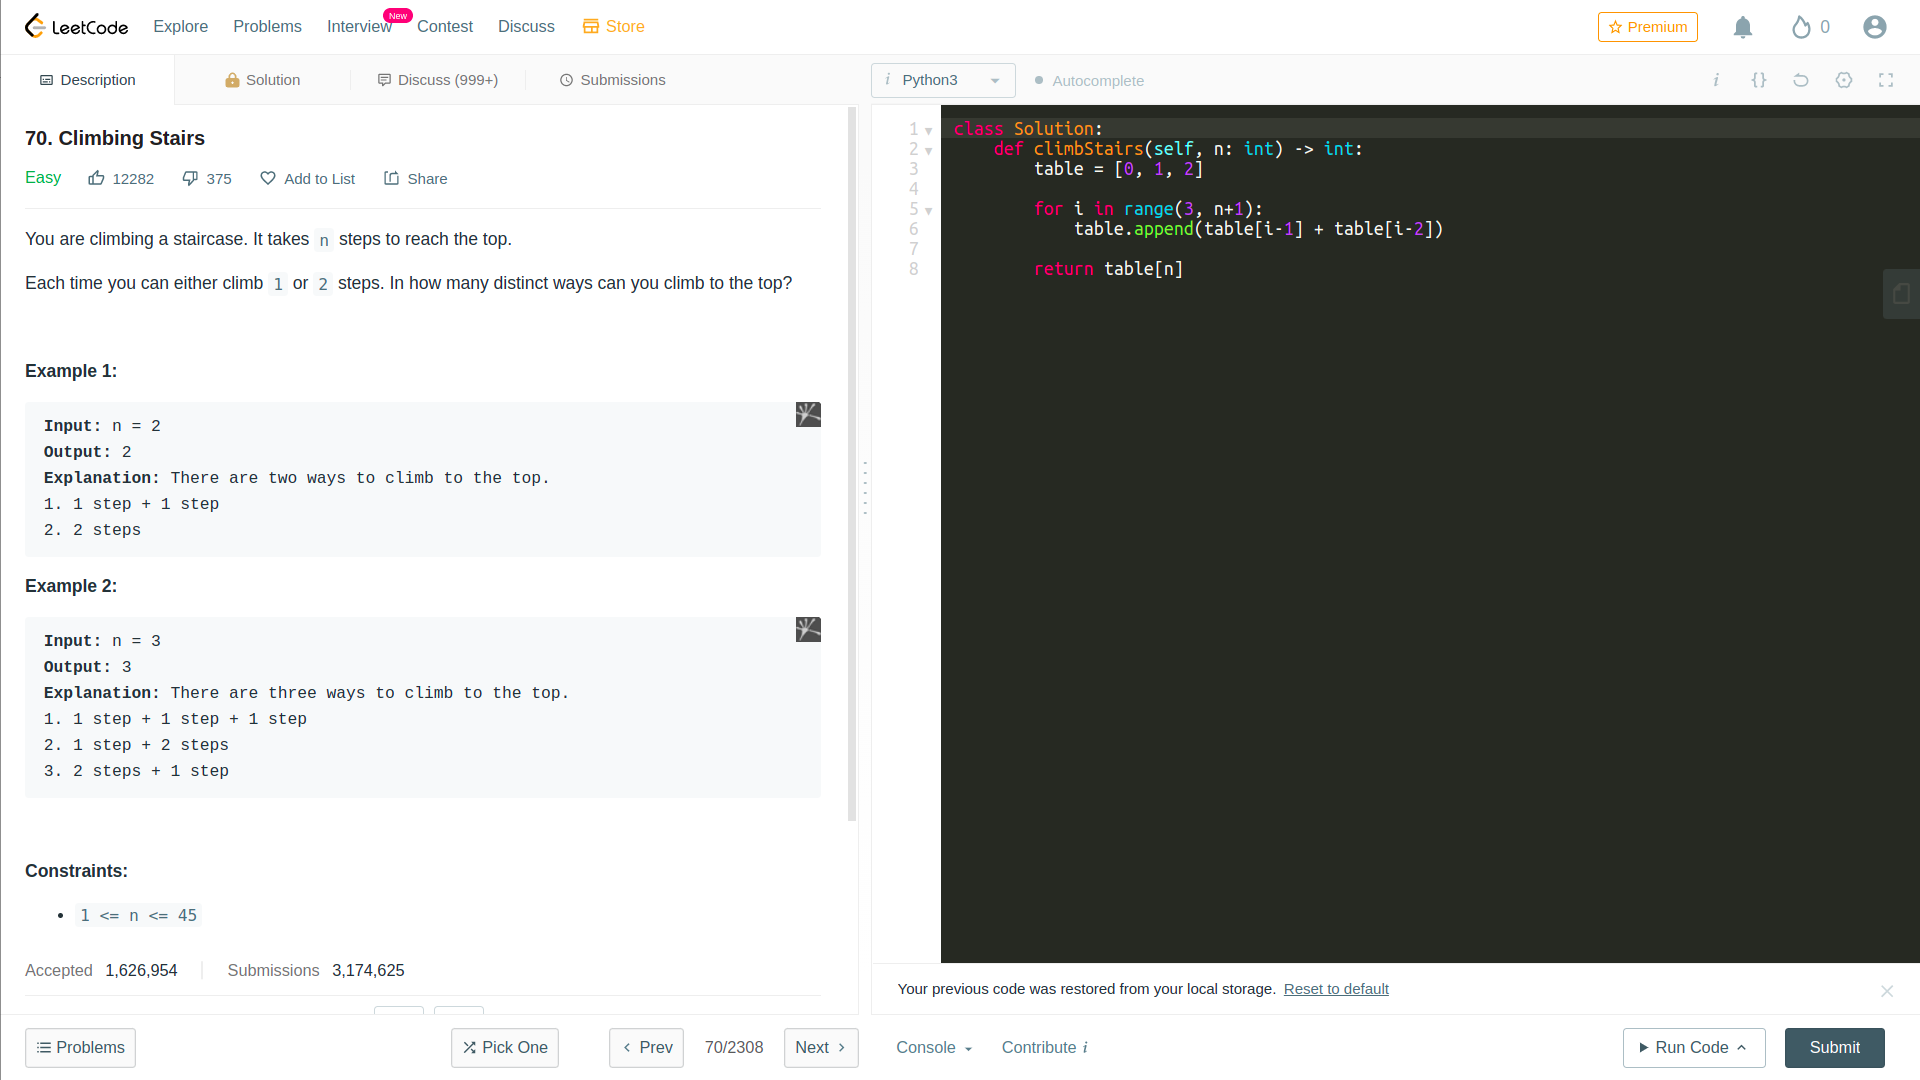 LeetCode Explore Problems Interview New Contest Discuss Store Premium 0
Description Solution Discuss (999+) Submissions i Python3 Autocomplete i {}
70. Climbing Stairs
Easy 12282 375 Add to List Share
You are climbing a staircase. It takes n steps to reach the top.
Each time you can either climb 1 or 2 steps. In how many distinct ways can you climb to the top?
Example 1:
Input: n = 2
Output: 2
Explanation: There are two ways to climb to the top.
1. 1 step + 1 step
2. 2 steps
Example 2:
Input: n = 3
Output: 3
Explanation: There are three ways to climb to the top.
1. 1 step + 1 step + 1 step
2. 1 step + 2 steps
3. 2 steps + 1 step
Constraints:
• 1 <= n <= 45
Accepted 1,626,954 Submissions 3,174,625
1 class Solution:
2     def climbStairs(self, n: int) -> int:
3         table = [0, 1, 2]
4
5         for i in range(3, n+1):
6             table.append(table[i-1] + table[i-2])
7
8         return table[n]
Your previous code was restored from your local storage. Reset to default
Problems Pick One Prev 70/2308 Next Console Contribute i Run Code Submit